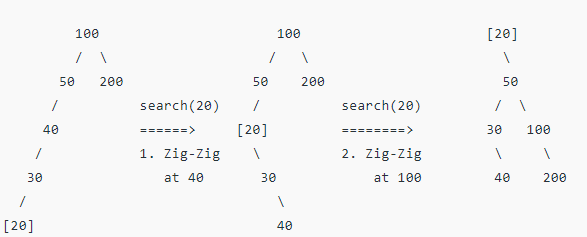 100 100 [20]
/ \ / \ \
50 200 50 200 50
/ search(20) / search(20) / \
40 ======> [20] ========> 30 100
/ 1. Zig-Zig \ 2. Zig-Zig \ \
30 at 40 30 at 100 40 200
/ \
[20] 40